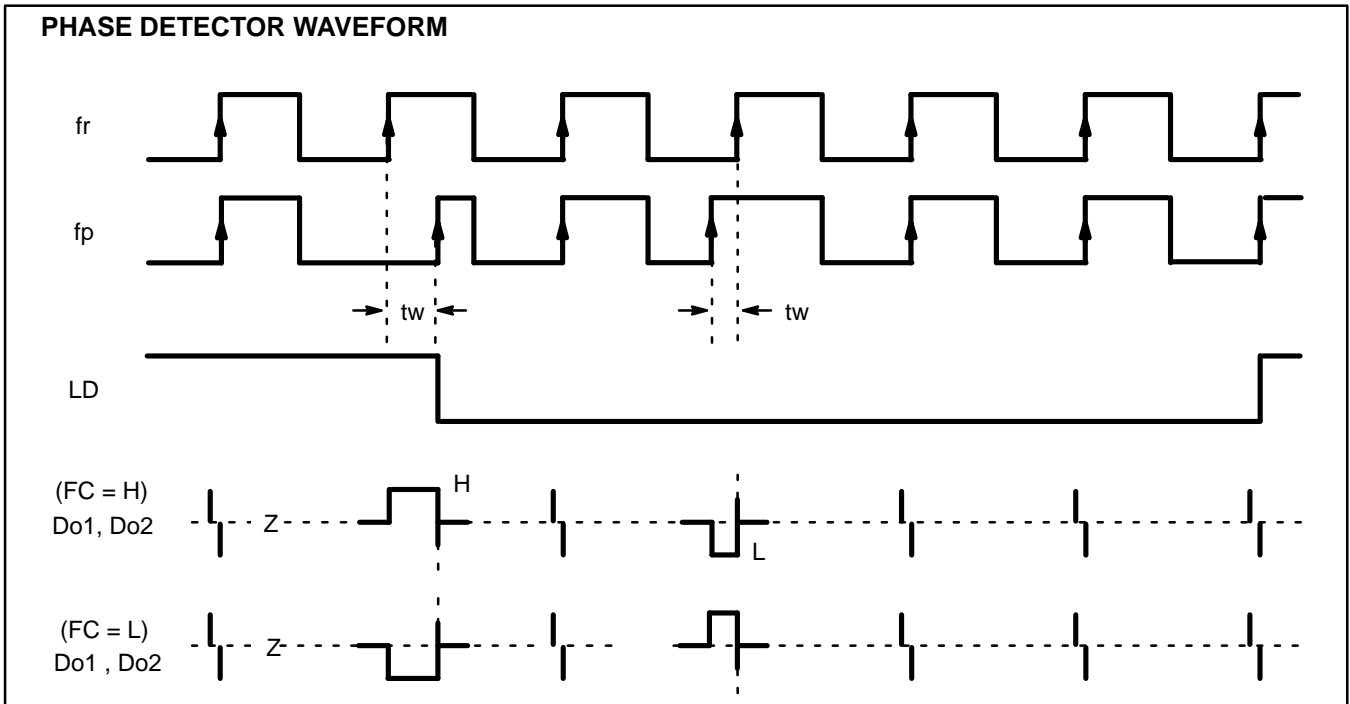 PHASE DETECTOR WAVEFORM
fr
fp
tw
tw
LD
(FC = H)
Do1, Do2
Z
H
L
(FC = L)
Do1 , Do2
Z